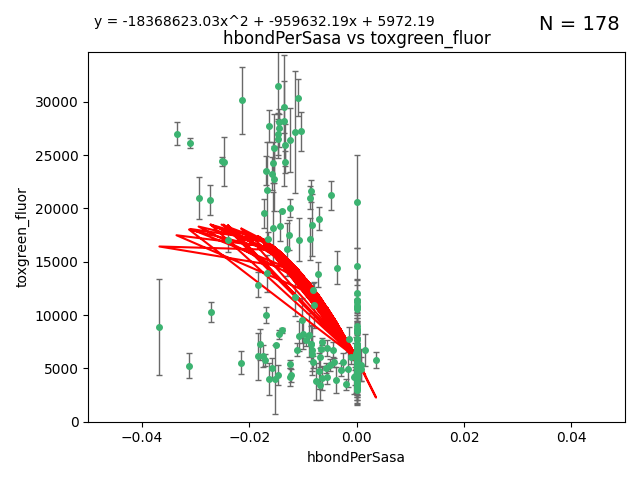 y = -18368623.03x^2 + -959632.19x + 5972.19
N = 178
hbondPerSasa vs toxgreen_fluor
toxgreen_fluor
30000
25000
20000
15000
10000
5000
0
−0.04 −0.02 0.00 0.02 0.04
hbondPerSasa